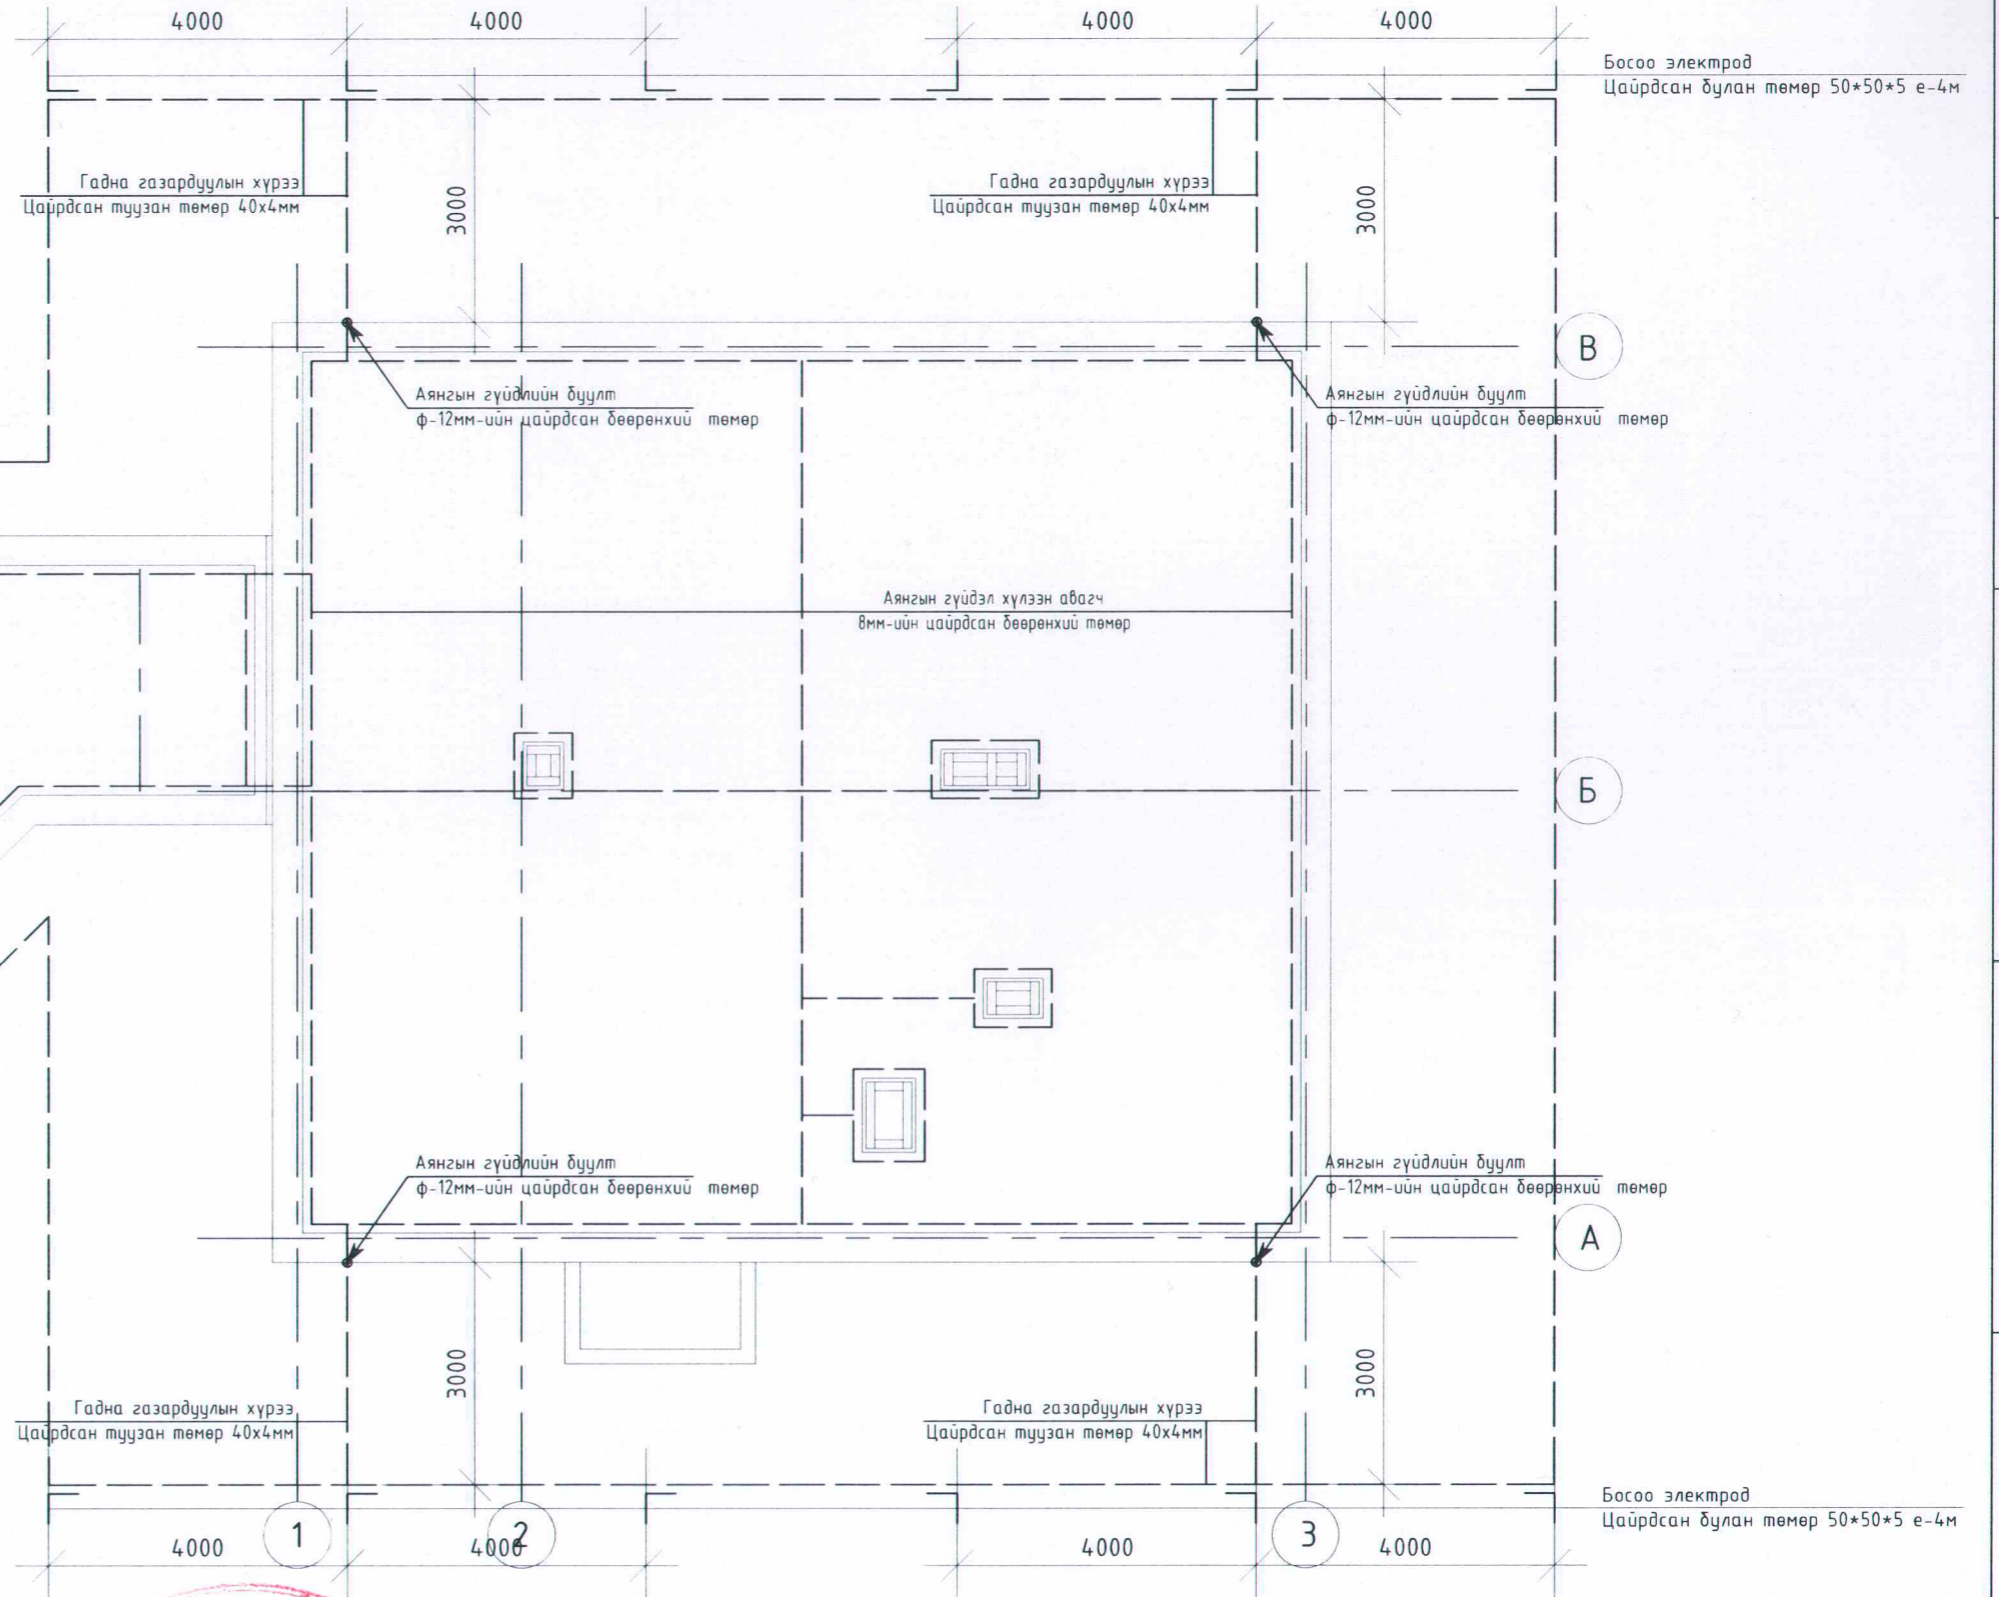 4000 4000 4000 4000
Босоо электрод
Цайрдсан булан төмөр 50*50*5 е-4м
Гадна газардуулын хүрээ
Цайрдсан туузан төмөр 40х4мм
3000
Гадна газардуулын хүрээ
Цайрдсан туузан төмөр 40х4мм
3000
В
Аянгын гүйдлийн буулт
ф-12мм-ийн цайрдсан бөөрөнхий төмөр
Аянгын гүйдлийн буулт
ф-12мм-ийн цайрдсан бөөрөнхий төмөр
Аянгын гүйдэл хүлээн авагч
8мм-ийн цайрдсан бөөрөнхий төмөр
Б
Аянгын гүйдлийн буулт
ф-12мм-ийн цайрдсан бөөрөнхий төмөр
Аянгын гүйдлийн буулт
ф-12мм-ийн цайрдсан бөөрөнхий төмөр
А
3000
3000
Гадна газардуулын хүрээ
Цайрдсан туузан төмөр 40х4мм
Гадна газардуулын хүрээ
Цайрдсан туузан төмөр 40х4мм
Босоо электрод
Цайрдсан булан төмөр 50*50*5 е-4м
1 2 3
4000 4000 4000 4000